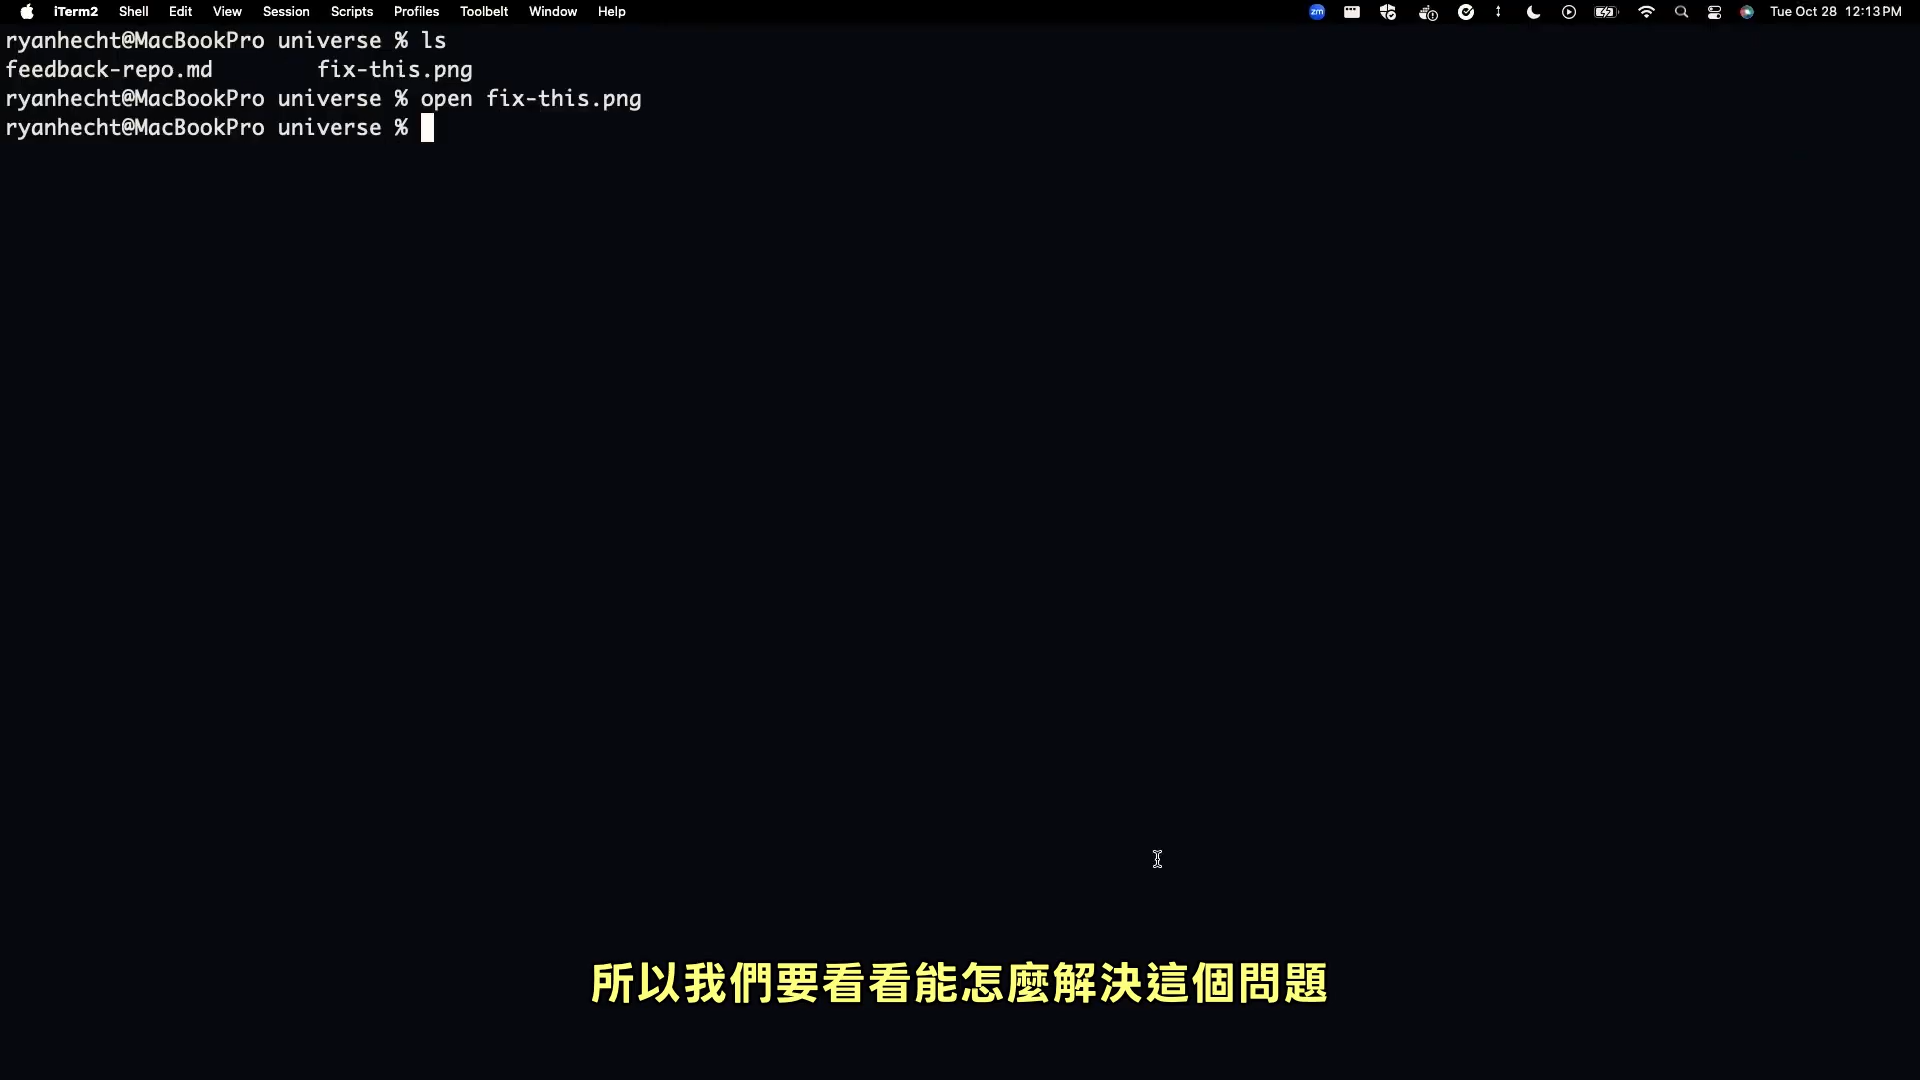 iTerm2 Shell Edit View Session Scripts Profiles Toolbelt Window Help zm Tue Oct 28 12:13 PM
ryanhecht@MacBookPro universe % ls
feedback-repo.md fix-this.png
ryanhecht@MacBookPro universe % open fix-this.png
ryanhecht@MacBookPro universe %
所以我們要看看能怎麼解決這個問題